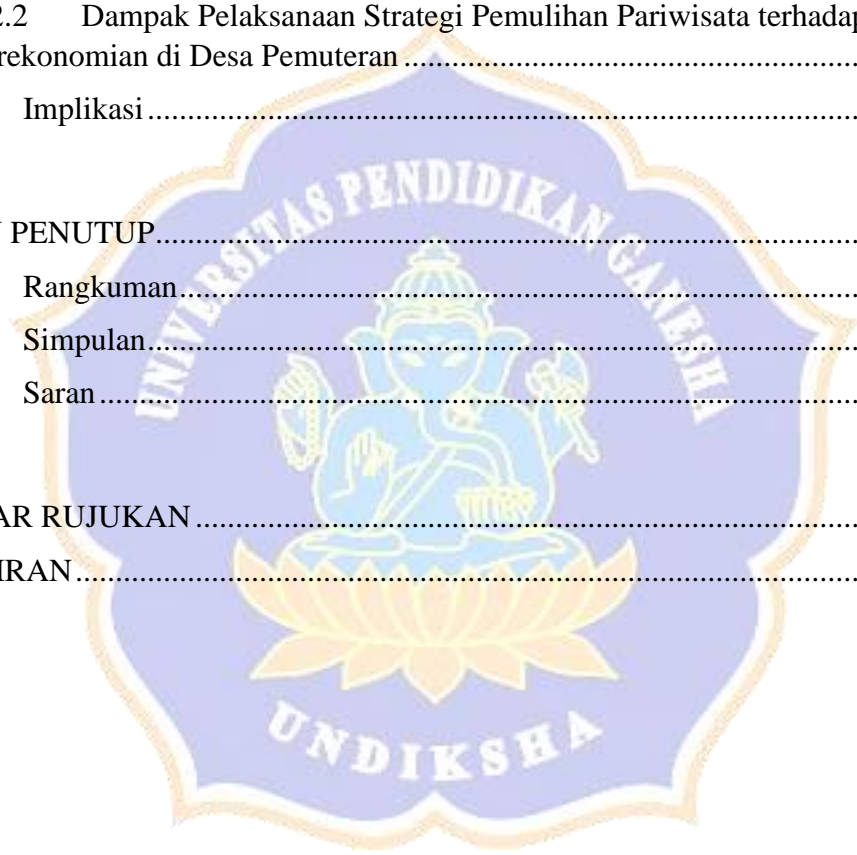 2.2 Dampak Pelaksanaan Strategi Pemulihan Pariwisata terhadap
rekonomian di Desa Pemuteran........................................................................
Implikasi........................................................................
PENUTUP........................................................................
Rangkuman........................................................................
Simpulan........................................................................
Saran........................................................................
AR RUJUKAN........................................................................
IRAN........................................................................
UNIVERSITAS PENDIDIKAN GANESHA
UNDIKSHA